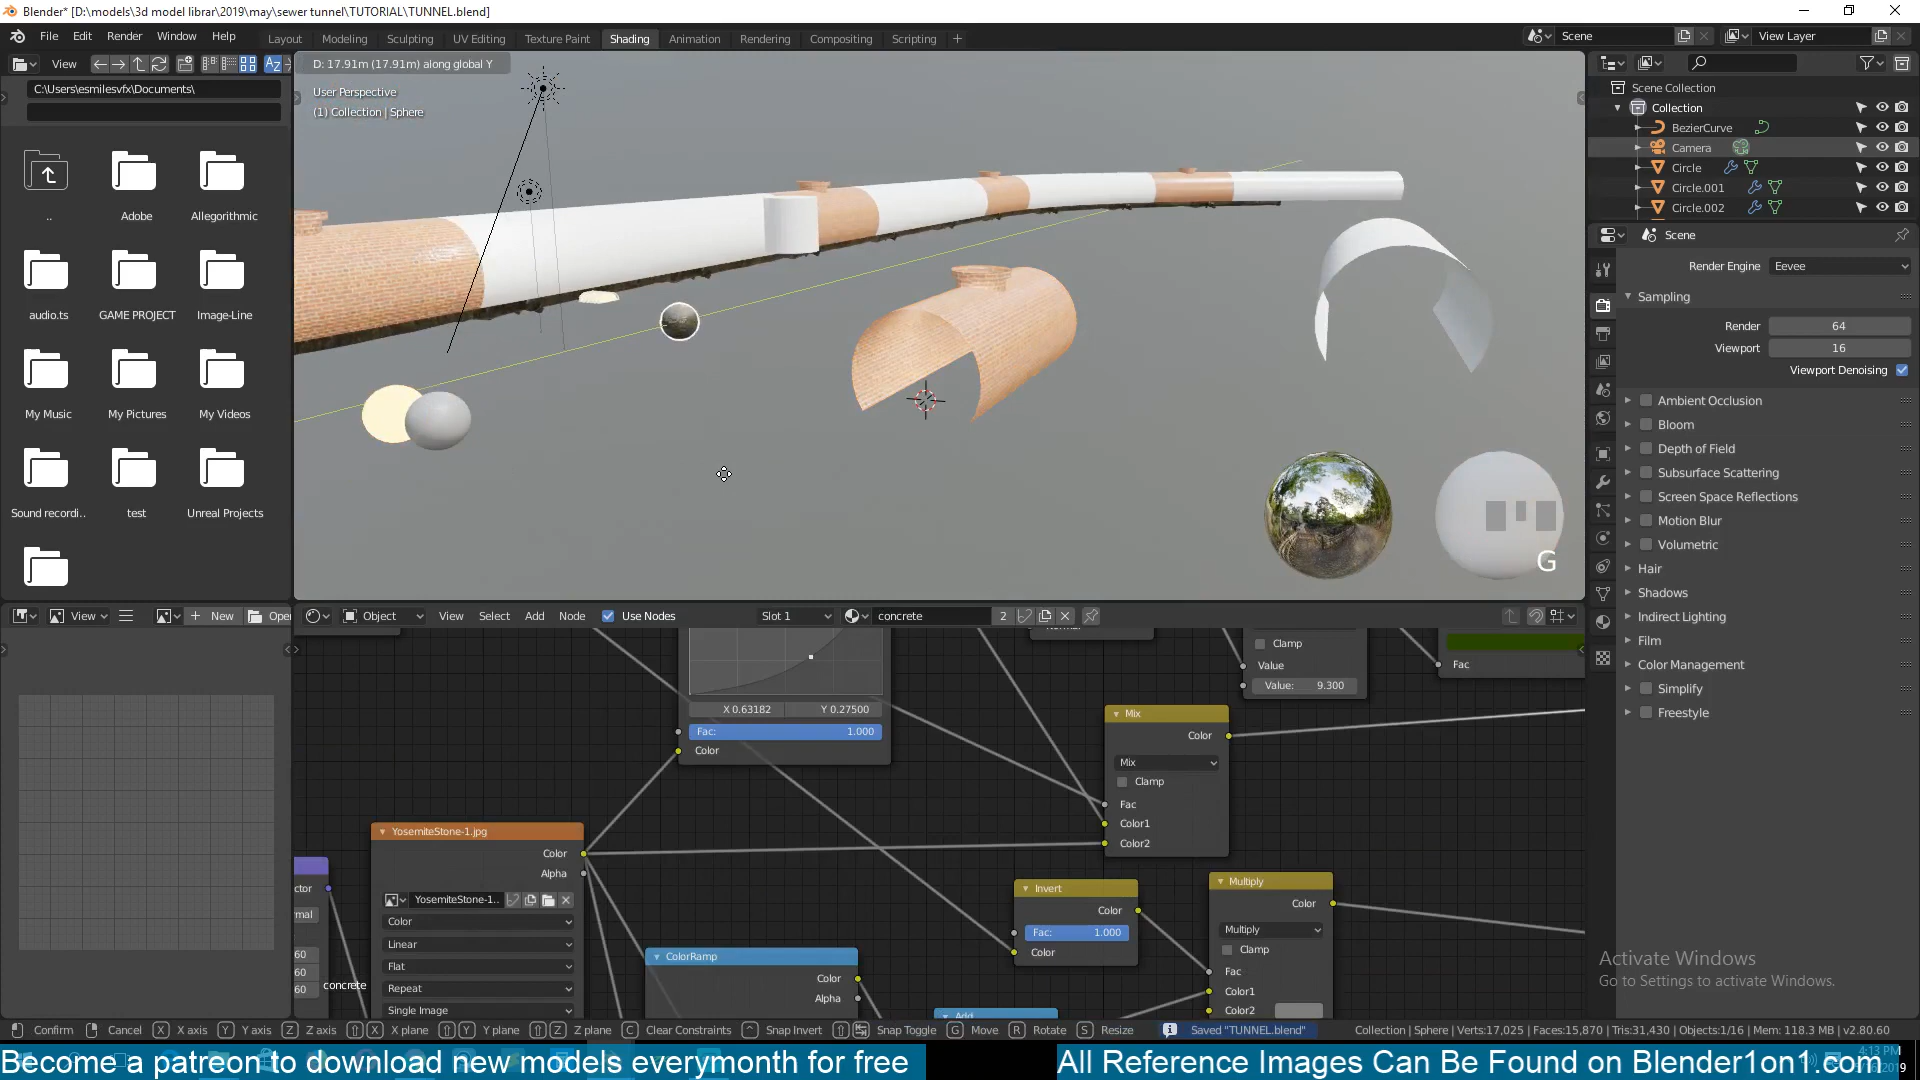 Blender* [D:\models\3d model librar\2019\may\sewer tunnel\TUTORIAL\TUNNEL.blend]
File Edit Render Window Help
Layout Modeling Sculpting UV Editing Texture Paint Shading Animation Rendering Compositing Scripting +
Scene
View Layer
View
C:\Users\esmilesvfx\Documents\
..
Adobe
Allegorithmic
audio.ts
GAME PROJECT
Image-Line
My Music
My Pictures
My Videos
Sound recordi..
test
Unreal Projects
D: 17.91m (17.91m) along global Y
User Perspective
(1) Collection | Sphere
G
Scene Collection
Collection
BezierCurve
Camera
Circle
Circle.001
Circle.002
Scene
Render Engine Eevee
Sampling
Render 64
Viewport 16
Viewport Denoising
Ambient Occlusion
Bloom
Depth of Field
Subsurface Scattering
Screen Space Reflections
Motion Blur
Volumetric
Hair
Shadows
Indirect Lighting
Film
Color Management
Simplify
Freestyle
View
New
Open
Object View Select Add Node Use Nodes Slot 1 concrete 2
X 0.63182 Y 0.27500
Fac: 1.000
Color
Clamp
Value
Value: 9.300
Fac
Mix
Color
Mix
Clamp
Fac
Color1
Color2
YosemiteStone-1.jpg
Color
Alpha
YosemiteStone-1..
Color
Linear
Flat
Repeat
Single Image
ctor
mal
60
60
60
concrete
ColorRamp
Color
Alpha
Invert
Color
Fac: 1.000
Color
Multiply
Color
Multiply
Clamp
Fac
Color1
Color2
Add
Activate Windows
Go to Settings to activate Windows.
Confirm Cancel X X axis Y Y axis Z Z axis X X plane Y Y plane Z Z plane C Clear Constraints ^ Snap Invert Snap Toggle G Move R Rotate S Resize Saved "TUNNEL.blend" Collection | Sphere | Verts:17,025 | Faces:15,870 | Tris:31,430 | Objects:1/16 | Mem: 118.3 MB | v2.80.60
Become a patreon to download new models everymonth for free
All Reference Images Can Be Found on Blender1on1.com